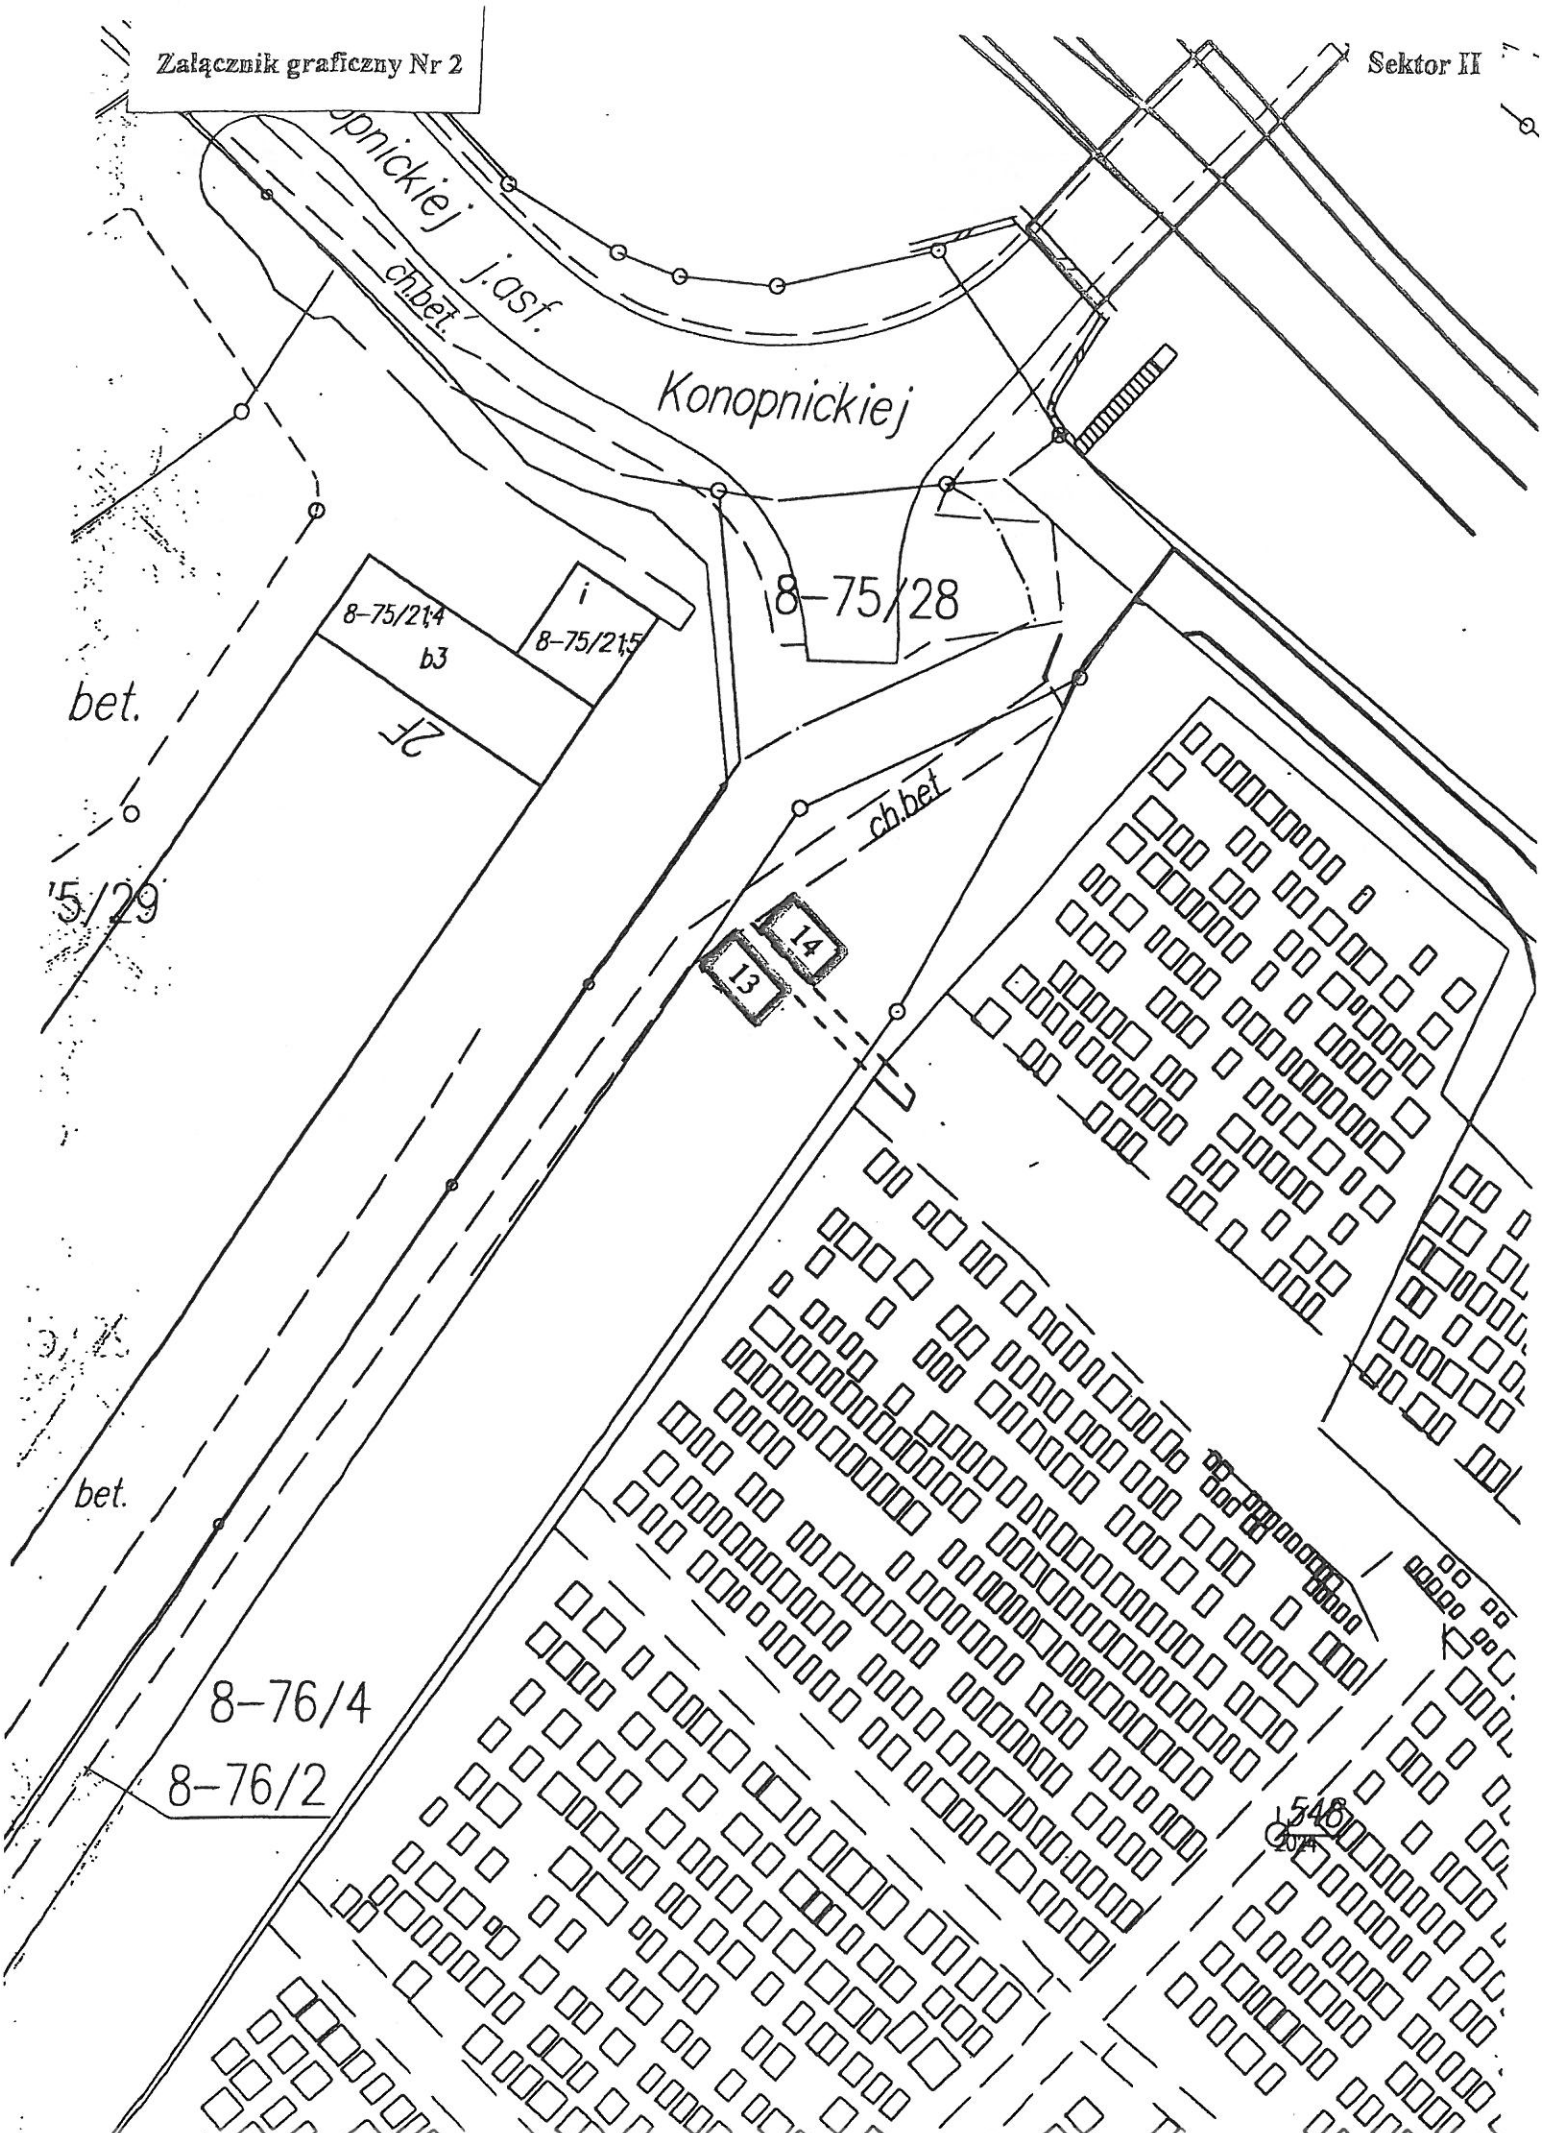 Załącznik graficzny Nr 2
Sektor II
opnickiej
j.asf.
ch.bet.
Konopnickiej
8-75/28
8-75/21;4
i
8-75/21;5
b3
2F
bet.
ch.bet
'5/29
14
13
bet.
8-76/4
8-76/2
548
2024